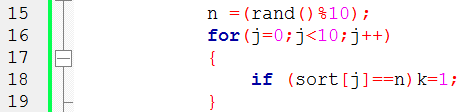 15 n =(rand()%10);
16 for(j=0;j<10;j++)
17 {
18 if (sort[j]==n)k=1;
19 }